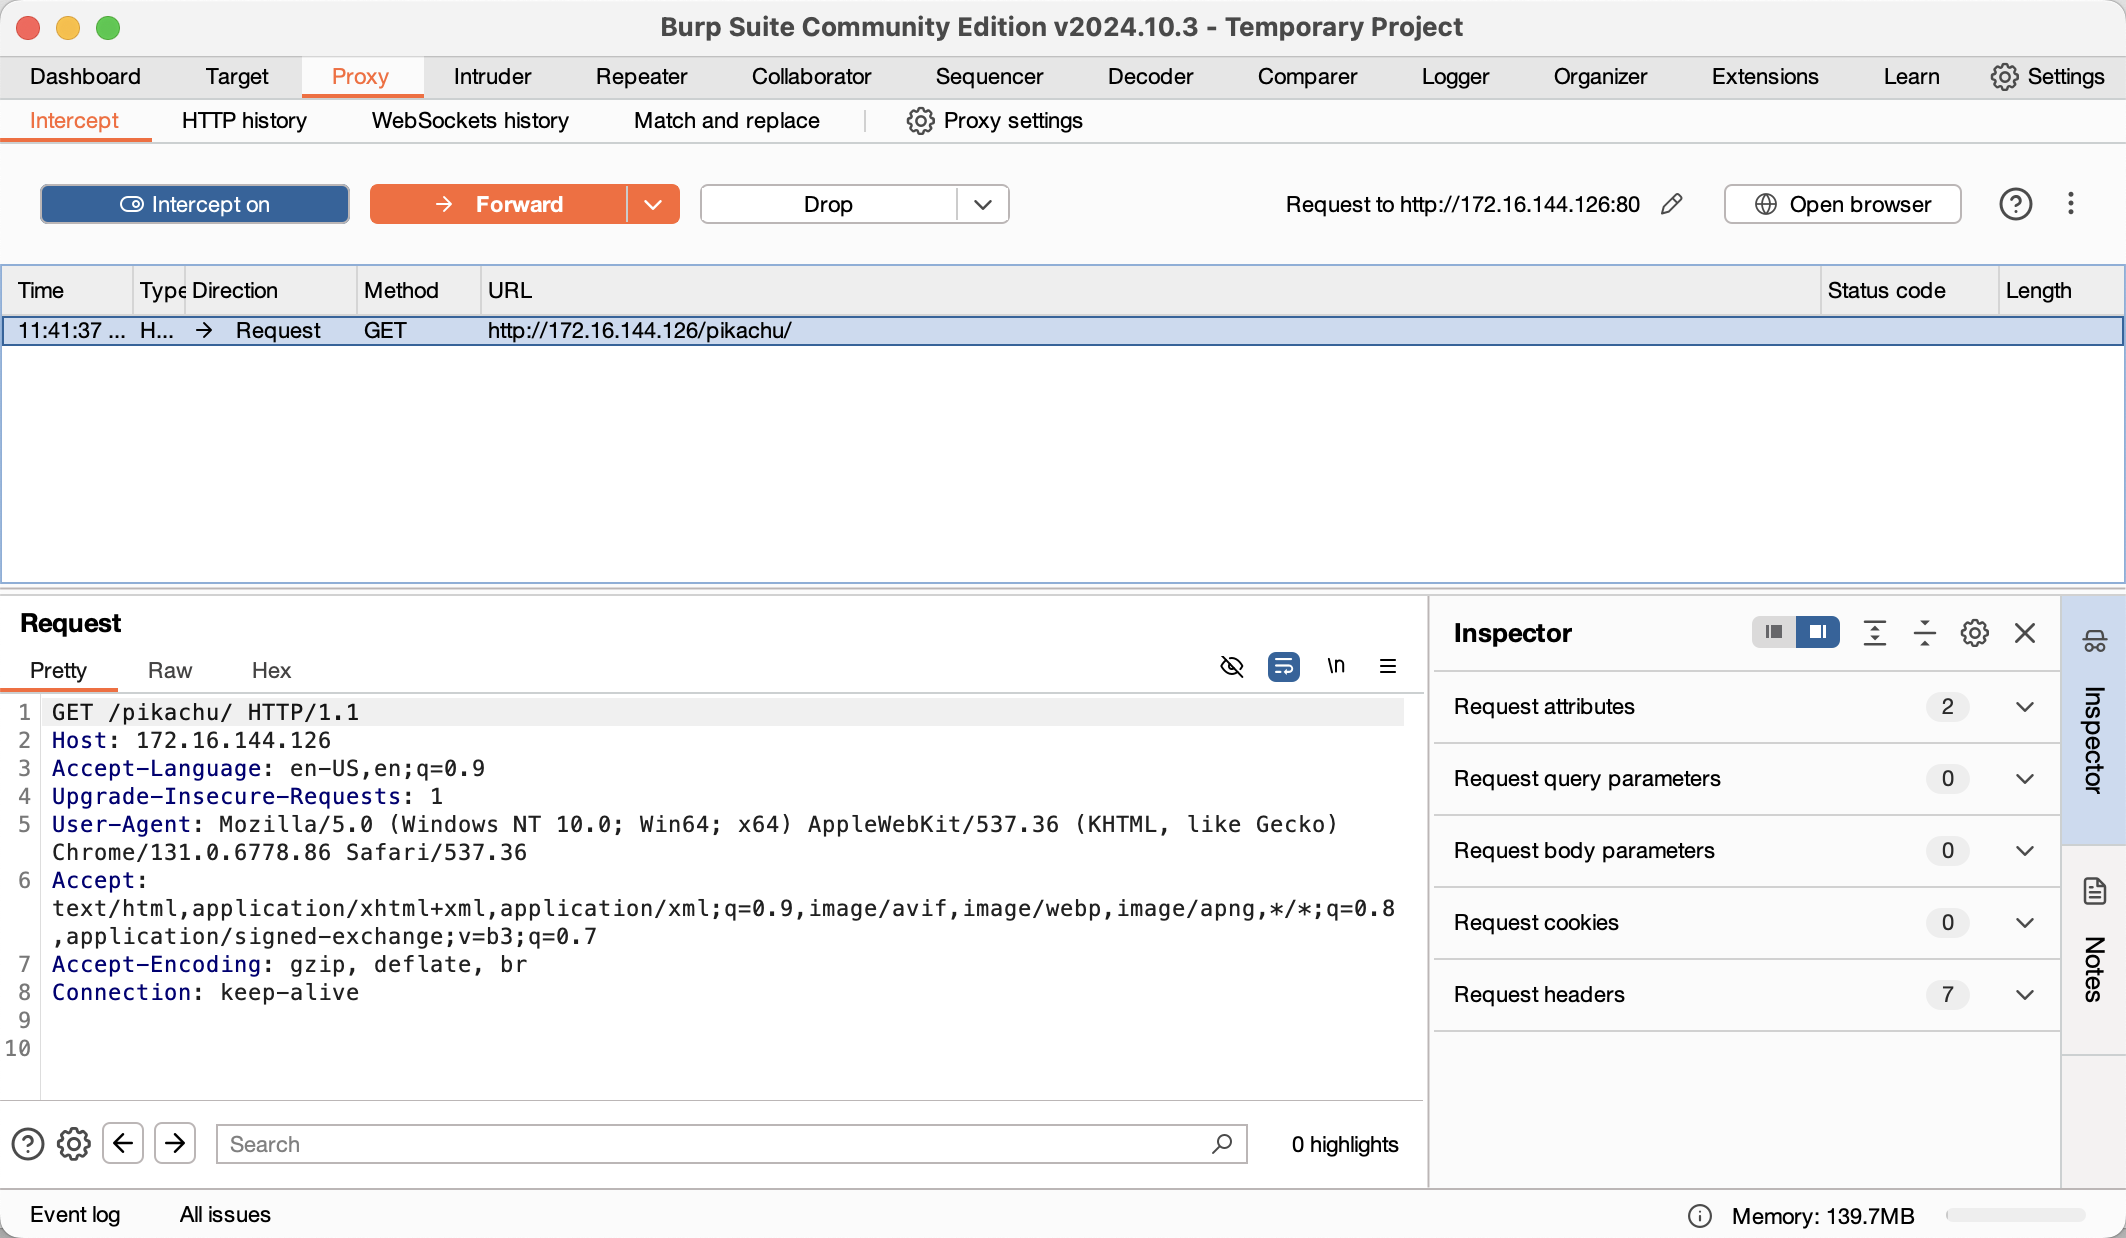 Burp Suite Community Edition v2024.10.3 - Temporary Project
Dashboard Target Proxy Intruder Repeater Collaborator Sequencer Decoder Comparer Logger Organizer Extensions Learn Settings
Intercept HTTP history WebSockets history Match and replace Proxy settings
Intercept on Forward Drop Request to http://172.16.144.126:80 Open browser
Time Type Direction Method URL Status code Length
11:41:37 ... H... → Request GET http://172.16.144.126/pikachu/
Request
Pretty Raw Hex \n
1 GET /pikachu/ HTTP/1.1
2 Host: 172.16.144.126
3 Accept-Language: en-US,en;q=0.9
4 Upgrade-Insecure-Requests: 1
5 User-Agent: Mozilla/5.0 (Windows NT 10.0; Win64; x64) AppleWebKit/537.36 (KHTML, like Gecko)
Chrome/131.0.6778.86 Safari/537.36
6 Accept:
text/html,application/xhtml+xml,application/xml;q=0.9,image/avif,image/webp,image/apng,*/*;q=0.8
,application/signed-exchange;v=b3;q=0.7
7 Accept-Encoding: gzip, deflate, br
8 Connection: keep-alive
9
10
Search 0 highlights
Inspector
Request attributes 2
Request query parameters 0
Request body parameters 0
Request cookies 0
Request headers 7
Inspector
Notes
Event log All issues Memory: 139.7MB